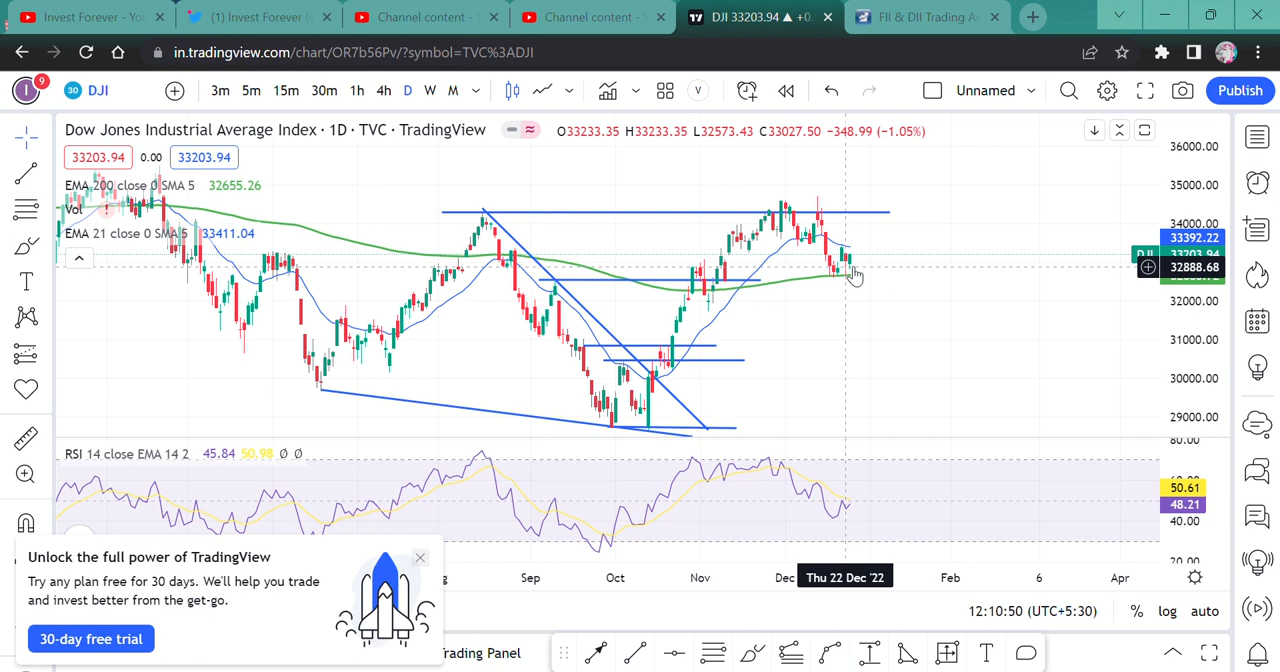 Invest Forever - Yo
(1) Invest Forever (
Channel content -
Channel content -
DJI 33203.94 ▲ +0.
FII & DII Trading Ac
in.tradingview.com/chart/OR7b56Pv/?symbol=TVC%3ADJI
I 9 30 DJI 3m 5m 15m 30m 1h 4h D W M V Unnamed Publish
Dow Jones Industrial Average Index · 1D · TVC · TradingView O33233.35 H33233.35 L32573.43 C33027.50 −348.99 (−1.05%)
33203.94 0.00 33203.94
EMA 200 close 0 SMA 5 32655.26
Vol !
EMA 21 close 0 SMA 5 33411.04
36000.00
35000.00
34000.00
33392.22
DJI 33203.94
32888.68
32000.00
31000.00
30000.00
29000.00
RSI 14 close EMA 14 2 45.84 50.98 Ø Ø
80.00
50.61
48.21
40.00
20.00
Sep Oct Nov Dec Thu 22 Dec '22 Feb 6 Apr
Unlock the full power of TradingView
Try any plan free for 30 days. We'll help you trade
and invest better from the get-go.
30-day free trial
12:10:50 (UTC+5:30) % log auto
rading Panel